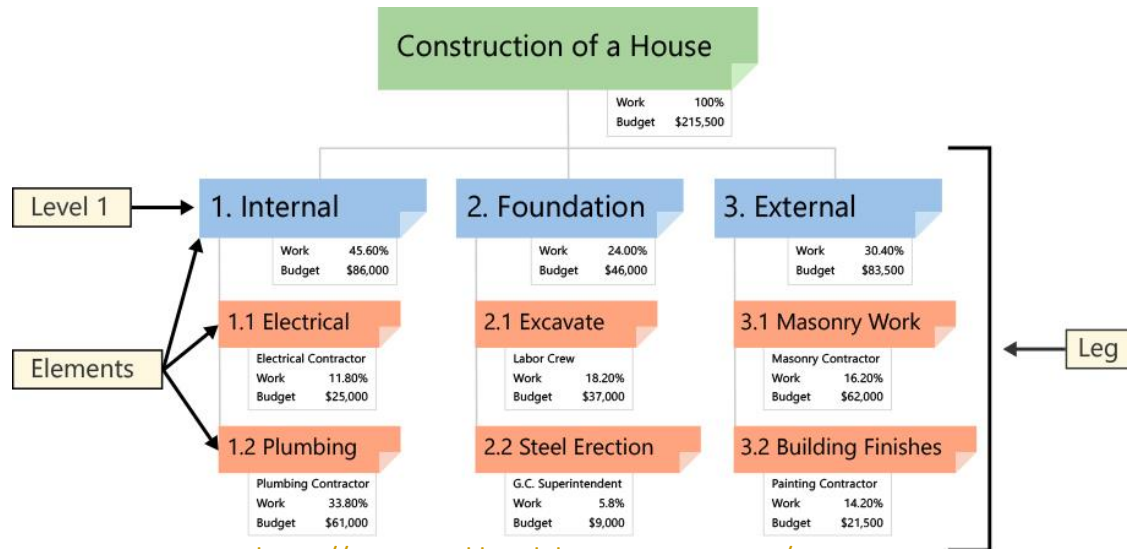 Construction of a House
Work 100%
Budget $215,500
Level 1
1. Internal
Work 45.60%
Budget $86,000
2. Foundation
Work 24.00%
Budget $46,000
3. External
Work 30.40%
Budget $83,500
Elements
1.1 Electrical
Electrical Contractor
Work 11.80%
Budget $25,000
2.1 Excavate
Labor Crew
Work 18.20%
Budget $37,000
3.1 Masonry Work
Masonry Contractor
Work 16.20%
Budget $62,000
Leg
1.2 Plumbing
Plumbing Contractor
Work 33.80%
Budget $61,000
2.2 Steel Erection
G.C. Superintendent
Work 5.8%
Budget $9,000
3.2 Building Finishes
Painting Contractor
Work 14.20%
Budget $21,500